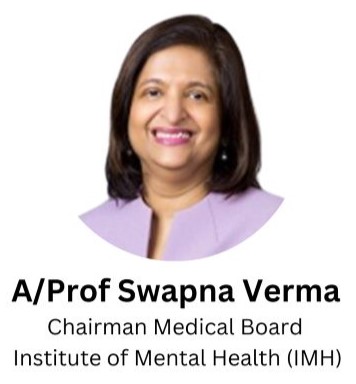 A/Prof Swapna Verma
Chairman Medical Board
Institute of Mental Health (IMH)